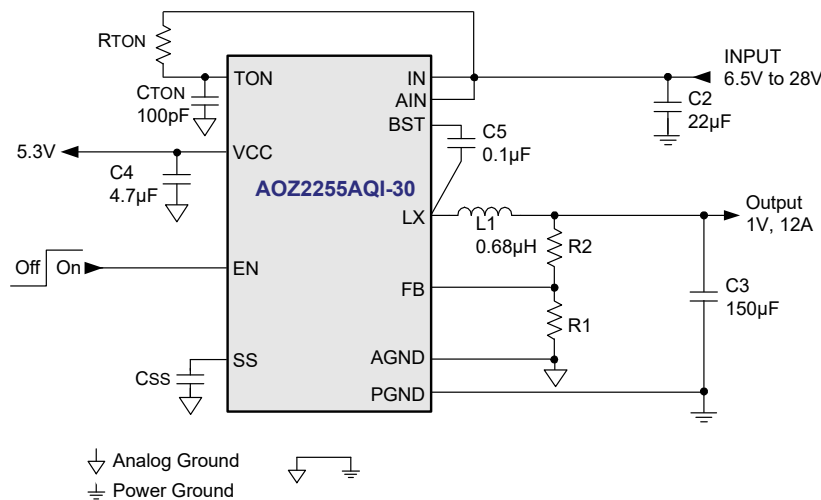 RTON
TON
CTON
100pF
5.3V
C4
4.7µF
VCC
AOZ2255AQI-30
Off
On
EN
SS
CSS
IN
AIN
BST
C5
0.1µF
INPUT
6.5V to 28V
C2
22µF
LX
L1
0.68µH
R2
Output
1V, 12A
FB
R1
C3
150µF
AGND
PGND
Analog Ground
Power Ground